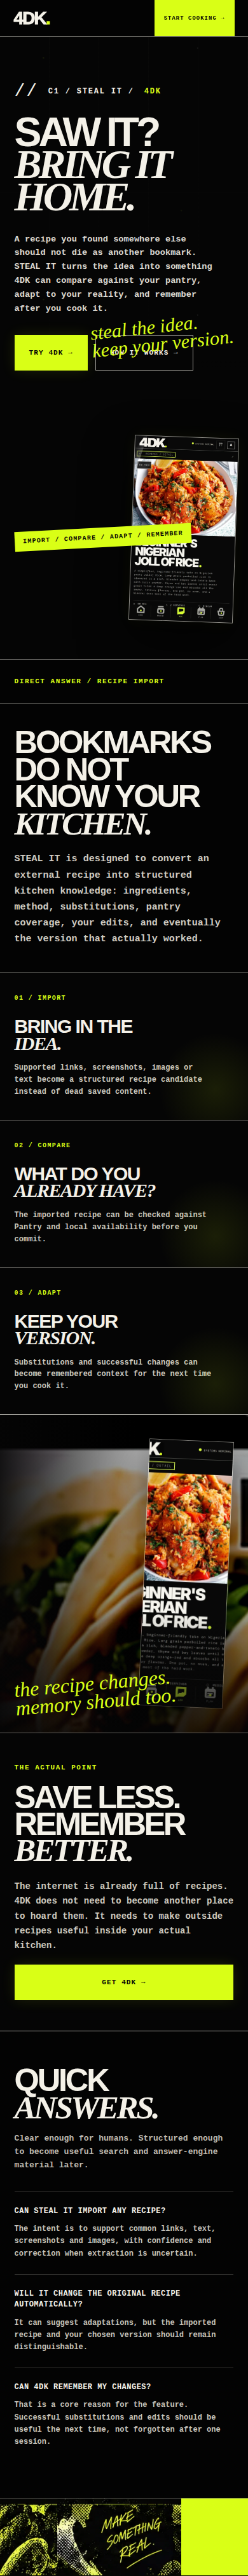 4DK.
START COOKING →
// C1 / STEAL IT / 4DK
SAW IT?
BRING IT
HOME.
A recipe you found somewhere else
should not die as another bookmark.
STEAL IT turns the idea into something
4DK can compare against your pantry,
adapt to your reality, and remember
after you cook it.
steal the idea.
keep your version.
TRY 4DK →
WORKS →
4DK.
IMPORT / COMPARE / ADAPT / REMEMBER
NIGERIAN
JOLLOF RICE.
DIRECT ANSWER / RECIPE IMPORT
BOOKMARKS
DO NOT
KNOW YOUR
KITCHEN.
STEAL IT is designed to convert an
external recipe into structured
kitchen knowledge: ingredients,
method, substitutions, pantry
coverage, your edits, and eventually
the version that actually worked.
01 / IMPORT
BRING IN THE
IDEA.
Supported links, screenshots, images or
text become a structured recipe candidate
instead of dead saved content.
02 / COMPARE
WHAT DO YOU
ALREADY HAVE?
The imported recipe can be checked against
Pantry and local availability before you
commit.
03 / ADAPT
KEEP YOUR
VERSION.
Substitutions and successful changes can
become remembered context for the next time
you cook it.
K.
INNER'S
ERIAN
LOF RICE.
the recipe changes.
memory should too.
THE ACTUAL POINT
SAVE LESS.
REMEMBER
BETTER.
The internet is already full of recipes.
4DK does not need to become another place
to hoard them. It needs to make outside
recipes useful inside your actual
kitchen.
GET 4DK →
QUICK
ANSWERS.
Clear enough for humans. Structured enough
to become useful search and answer-engine
material later.
CAN STEAL IT IMPORT ANY RECIPE?
The intent is to support common links, text,
screenshots and images, with confidence and
correction when extraction is uncertain.
WILL IT CHANGE THE ORIGINAL RECIPE
AUTOMATICALLY?
It can suggest adaptations, but the imported
recipe and your chosen version should remain
distinguishable.
CAN 4DK REMEMBER MY CHANGES?
That is a core reason for the feature.
Successful substitutions and edits should be
useful the next time, not forgotten after one
session.
MAKE
SOMETHING
REAL.